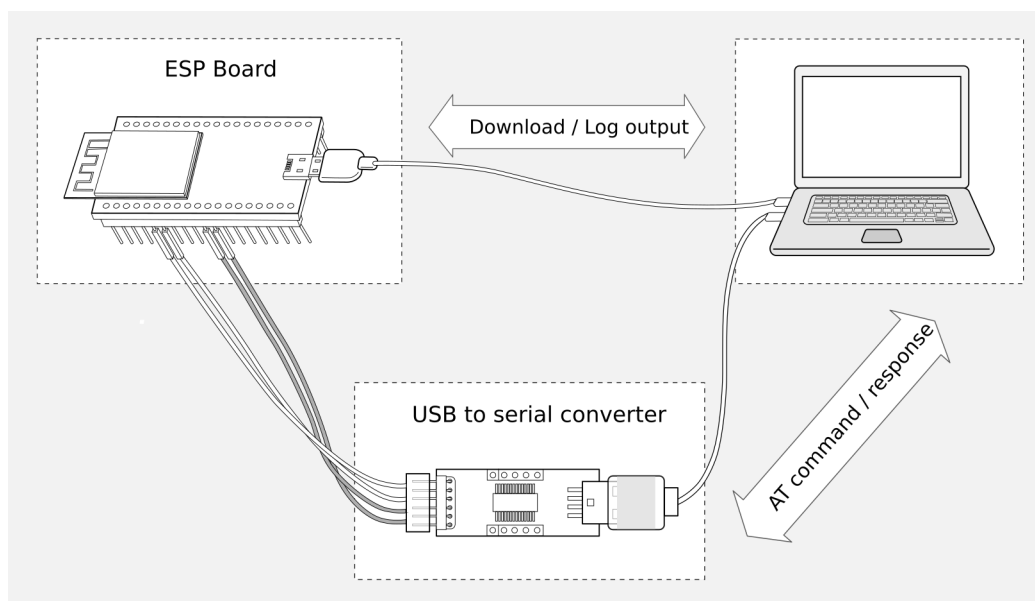 ESP Board
Download / Log output
USB to serial converter
AT command / response